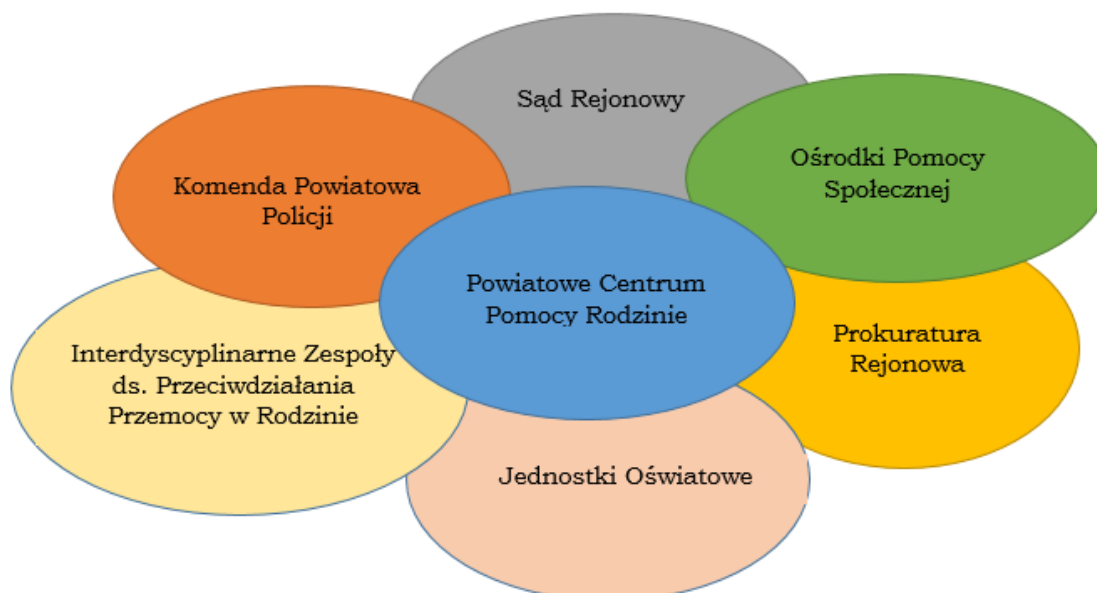 Sąd Rejonowy
Ośrodki Pomocy
Społecznej
Komenda Powiatowa
Policji
Powiatowe Centrum
Pomocy Rodzinie
Prokuratura
Rejonowa
Interdyscyplinarne Zespoły
ds. Przeciwdziałania
Przemocy w Rodzinie
Jednostki Oświatowe